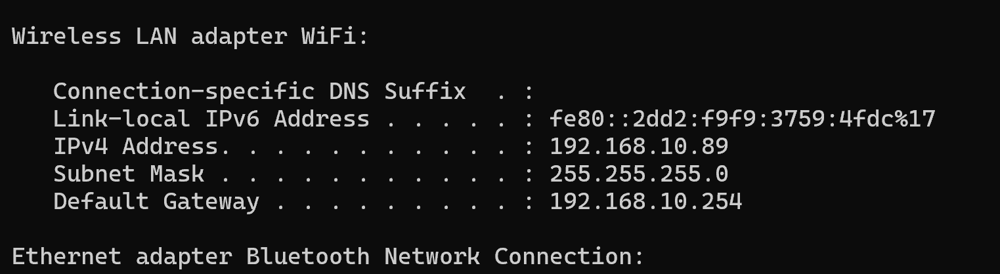 Wireless LAN adapter WiFi:
Connection-specific DNS Suffix  . :
Link-local IPv6 Address . . . . . : fe80::2dd2:f9f9:3759:4fdc%17
IPv4 Address. . . . . . . . . . . : 192.168.10.89
Subnet Mask . . . . . . . . . . . : 255.255.255.0
Default Gateway . . . . . . . . . : 192.168.10.254
Ethernet adapter Bluetooth Network Connection: